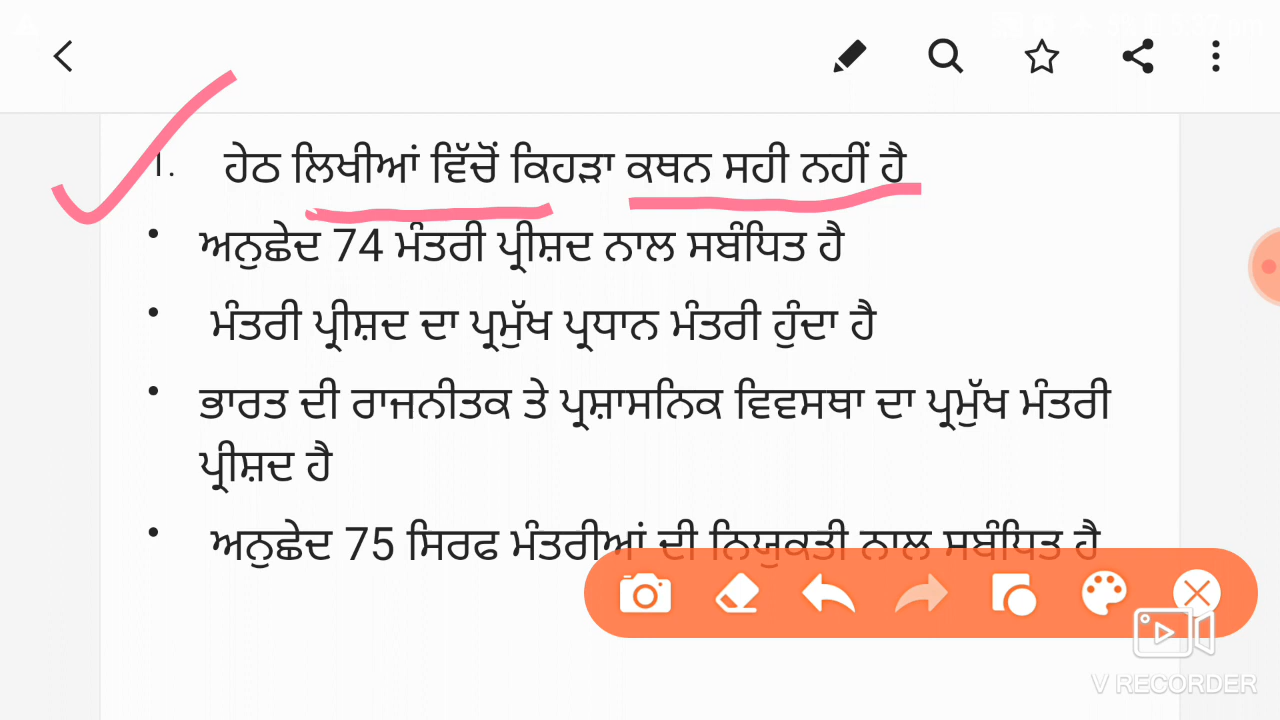 1. ਹੇਠ ਲਿਖੀਆਂ ਵਿੱਚੋਂ ਕਿਹੜਾ ਕਥਨ ਸਹੀ ਨਹੀਂ ਹੈ
• ਅਨੁਛੇਦ 74 ਮੰਤਰੀ ਪ੍ਰੀਸ਼ਦ ਨਾਲ ਸਬੰਧਿਤ ਹੈ
• ਮੰਤਰੀ ਪ੍ਰੀਸ਼ਦ ਦਾ ਪ੍ਰਮੁੱਖ ਪ੍ਰਧਾਨ ਮੰਤਰੀ ਹੁੰਦਾ ਹੈ
• ਭਾਰਤ ਦੀ ਰਾਜਨੀਤਕ ਤੇ ਪ੍ਰਸ਼ਾਸਨਿਕ ਵਿਵਸਥਾ ਦਾ ਪ੍ਰਮੁੱਖ ਮੰਤਰੀ
ਪ੍ਰੀਸ਼ਦ ਹੈ
• ਅਨੁਛੇਦ 75 ਸਿਰਫ ਮੰਤਰੀਆਂ ਦੀ ਨਿਯੁਕਤੀ ਨਾਲ ਸਬੰਧਿਤ ਹੈ
V RECORDER